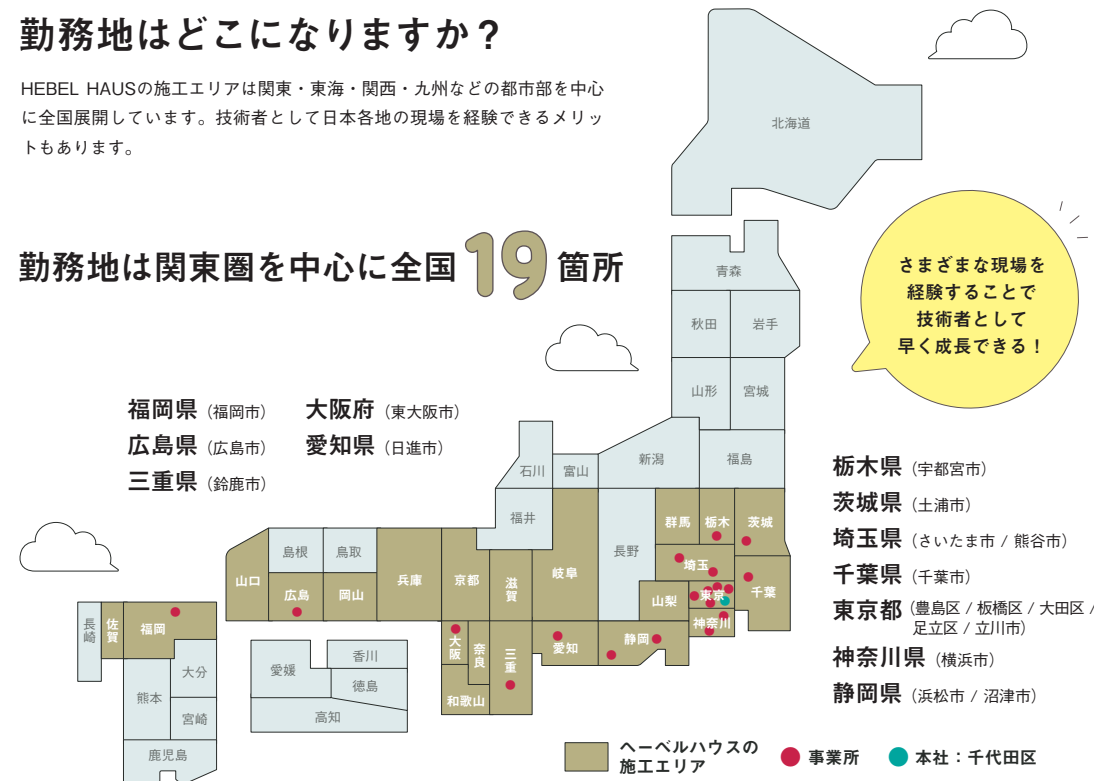 勤務地はどこになりますか？
HEBEL HAUSの施工エリアは関東・東海・関西・九州などの都市部を中心
に全国展開しています。技術者として日本各地の現場を経験できるメリッ
トもあります。
勤務地は関東圏を中心に全国19箇所
さまざまな現場を
経験することで
技術者として
早く成長できる！
福岡県（福岡市）
広島県（広島市）
三重県（鈴鹿市）
大阪府（東大阪市）
愛知県（日進市）
栃木県（宇都宮市）
茨城県（土浦市）
埼玉県（さいたま市 / 熊谷市）
千葉県（千葉市）
東京都（豊島区 / 板橋区 / 大田区 /
足立区 / 立川市）
神奈川県（横浜市）
静岡県（浜松市 / 沼津市）
北海道
青森
秋田
岩手
山形
宮城
新潟
福島
石川
富山
福井
長野
群馬
栃木
茨城
埼玉
山梨
東京
千葉
神奈川
岐阜
静岡
愛知
滋賀
三重
京都
大阪
奈良
和歌山
兵庫
鳥取
岡山
島根
広島
山口
香川
愛媛
徳島
高知
福岡
佐賀
長崎
大分
熊本
宮崎
鹿児島
ヘーベルハウスの
施工エリア
事業所
本社：千代田区